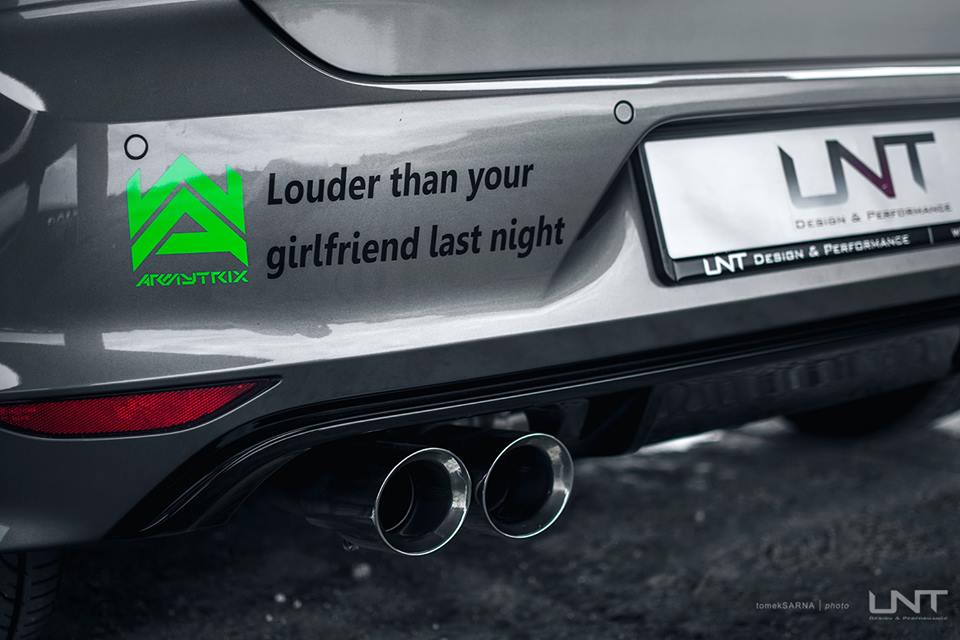 Louder than your
girlfriend last night
ARMYTRIX
UNT
DESIGN & PERFORMANCE
UNT DESIGN & PERFORMANCE
tomekSARNA | photo
UNT
DESIGN & PERFORMANCE